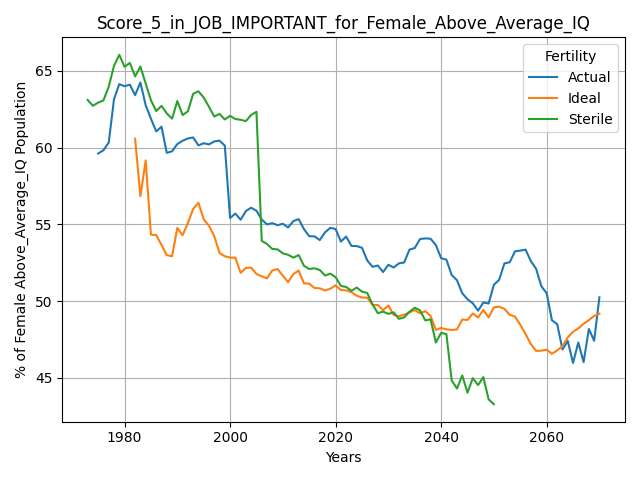 Score_5_in_JOB_IMPORTANT_for_Female_Above_Average_IQ
% of Female Above_Average_IQ Population
65
60
55
50
45
Fertility
Actual
Ideal
Sterile
1980
2000
2020
2040
2060
Years